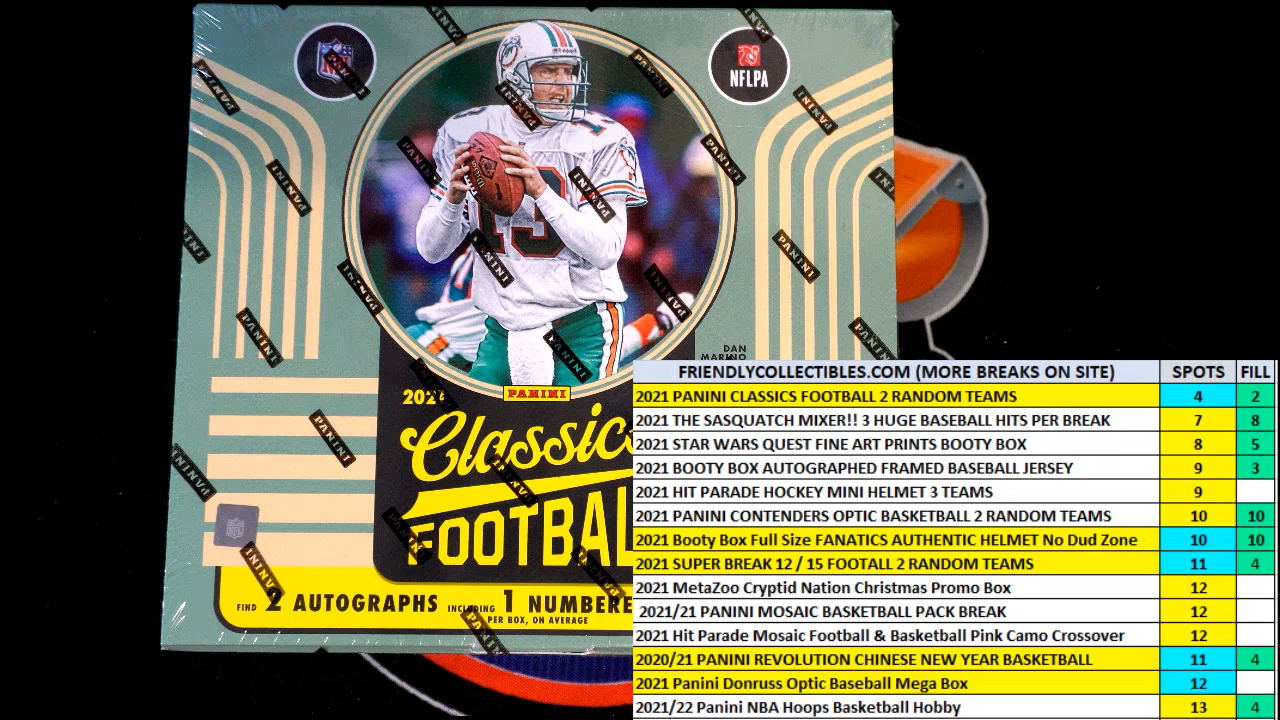 NFL
NFLPA
PANINI
DAN
MARINO
PANINI
202
Classics
FOOTBAL
FIND 2 AUTOGRAPHS INCLUDING 1 NUMBERE
PER BOX, ON AVERAGE
FRIENDLYCOLLECTIBLES.COM (MORE BREAKS ON SITE) SPOTS FILL
2021 PANINI CLASSICS FOOTBALL 2 RANDOM TEAMS 4 2
2021 THE SASQUATCH MIXER!! 3 HUGE BASEBALL HITS PER BREAK 7 8
2021 STAR WARS QUEST FINE ART PRINTS BOOTY BOX 8 5
2021 BOOTY BOX AUTOGRAPHED FRAMED BASEBALL JERSEY 9 3
2021 HIT PARADE HOCKEY MINI HELMET 3 TEAMS 9
2021 PANINI CONTENDERS OPTIC BASKETBALL 2 RANDOM TEAMS 10 10
2021 Booty Box Full Size FANATICS AUTHENTIC HELMET No Dud Zone 10 10
2021 SUPER BREAK 12 / 15 FOOTALL 2 RANDOM TEAMS 11 4
2021 MetaZoo Cryptid Nation Christmas Promo Box 12
2021/21 PANINI MOSAIC BASKETBALL PACK BREAK 12
2021 Hit Parade Mosaic Football & Basketball Pink Camo Crossover 12
2020/21 PANINI REVOLUTION CHINESE NEW YEAR BASKETBALL 11 4
2021 Panini Donruss Optic Baseball Mega Box 12
2021/22 Panini NBA Hoops Basketball Hobby 13 4